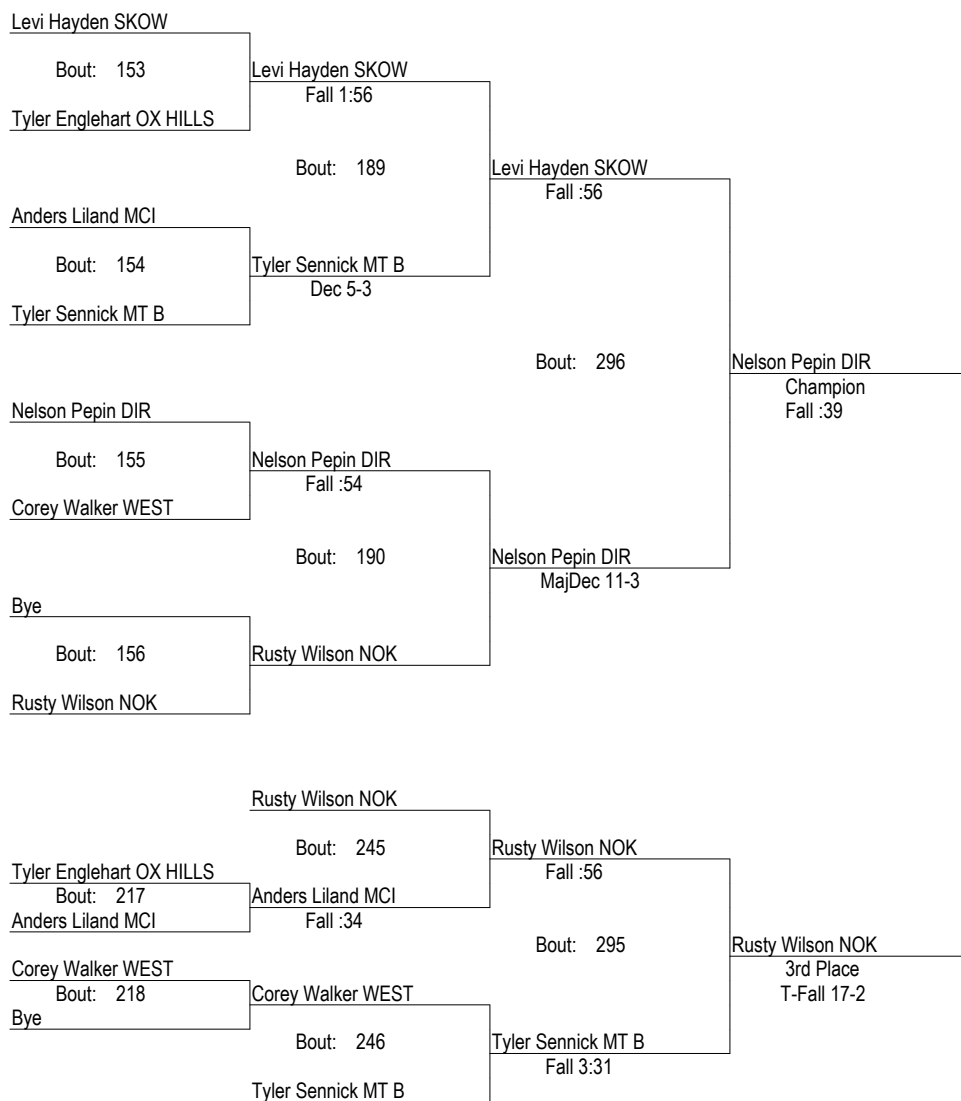 Levi Hayden SKOW
Bout: 153
Levi Hayden SKOW
Fall 1:56
Tyler Englehart OX HILLS
Bout: 189
Levi Hayden SKOW
Fall :56
Anders Liland MCI
Bout: 154
Tyler Sennick MT B
Dec 5-3
Tyler Sennick MT B
Bout: 296
Nelson Pepin DIR
Champion
Fall :39
Nelson Pepin DIR
Bout: 155
Nelson Pepin DIR
Fall :54
Corey Walker WEST
Bout: 190
Nelson Pepin DIR
MajDec 11-3
Bye
Bout: 156
Rusty Wilson NOK
Rusty Wilson NOK
Rusty Wilson NOK
Bout: 245
Rusty Wilson NOK
Fall :56
Tyler Englehart OX HILLS
Bout: 217
Anders Liland MCI
Fall :34
Anders Liland MCI
Bout: 295
Rusty Wilson NOK
3rd Place
T-Fall 17-2
Corey Walker WEST
Bout: 218
Corey Walker WEST
Bye
Bout: 246
Tyler Sennick MT B
Fall 3:31
Tyler Sennick MT B